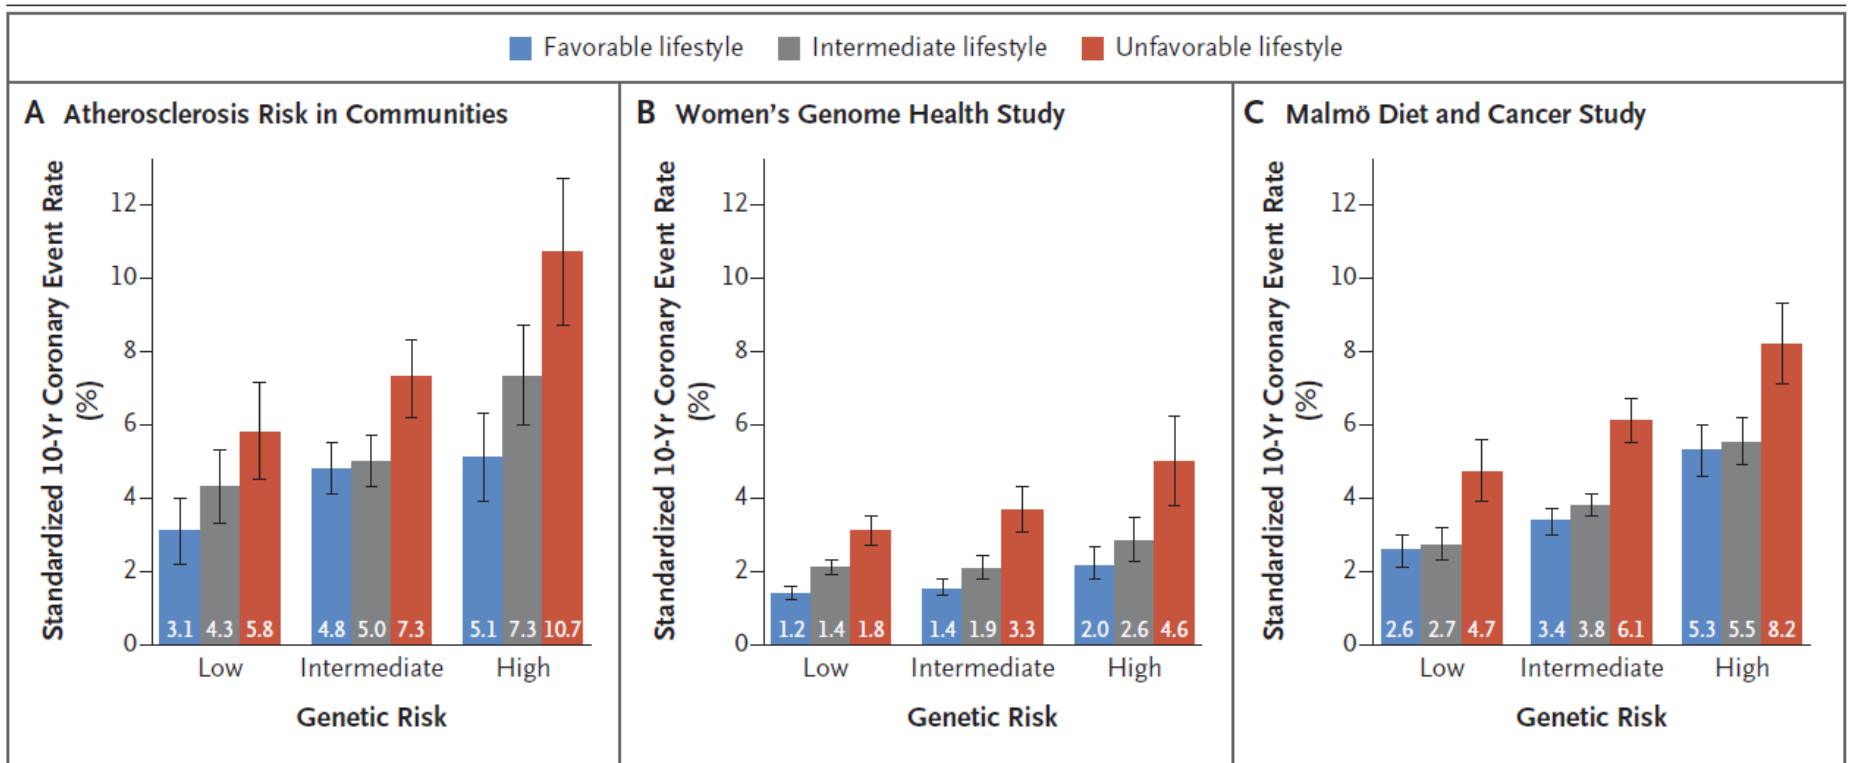 Favorable lifestyle Intermediate lifestyle Unfavorable lifestyle
A Atherosclerosis Risk in Communities
Standardized 10-Yr Coronary Event Rate
(%)
12
10
8
6
4
2
0
3.1 4.3 5.8 4.8 5.0 7.3 5.1 7.3 10.7
Low Intermediate High
Genetic Risk
B Women's Genome Health Study
Standardized 10-Yr Coronary Event Rate
(%)
12
10
8
6
4
2
0
1.2 1.4 1.8 1.4 1.9 3.3 2.0 2.6 4.6
Low Intermediate High
Genetic Risk
C Malmö Diet and Cancer Study
Standardized 10-Yr Coronary Event Rate
(%)
12
10
8
6
4
2
0
2.6 2.7 4.7 3.4 3.8 6.1 5.3 5.5 8.2
Low Intermediate High
Genetic Risk